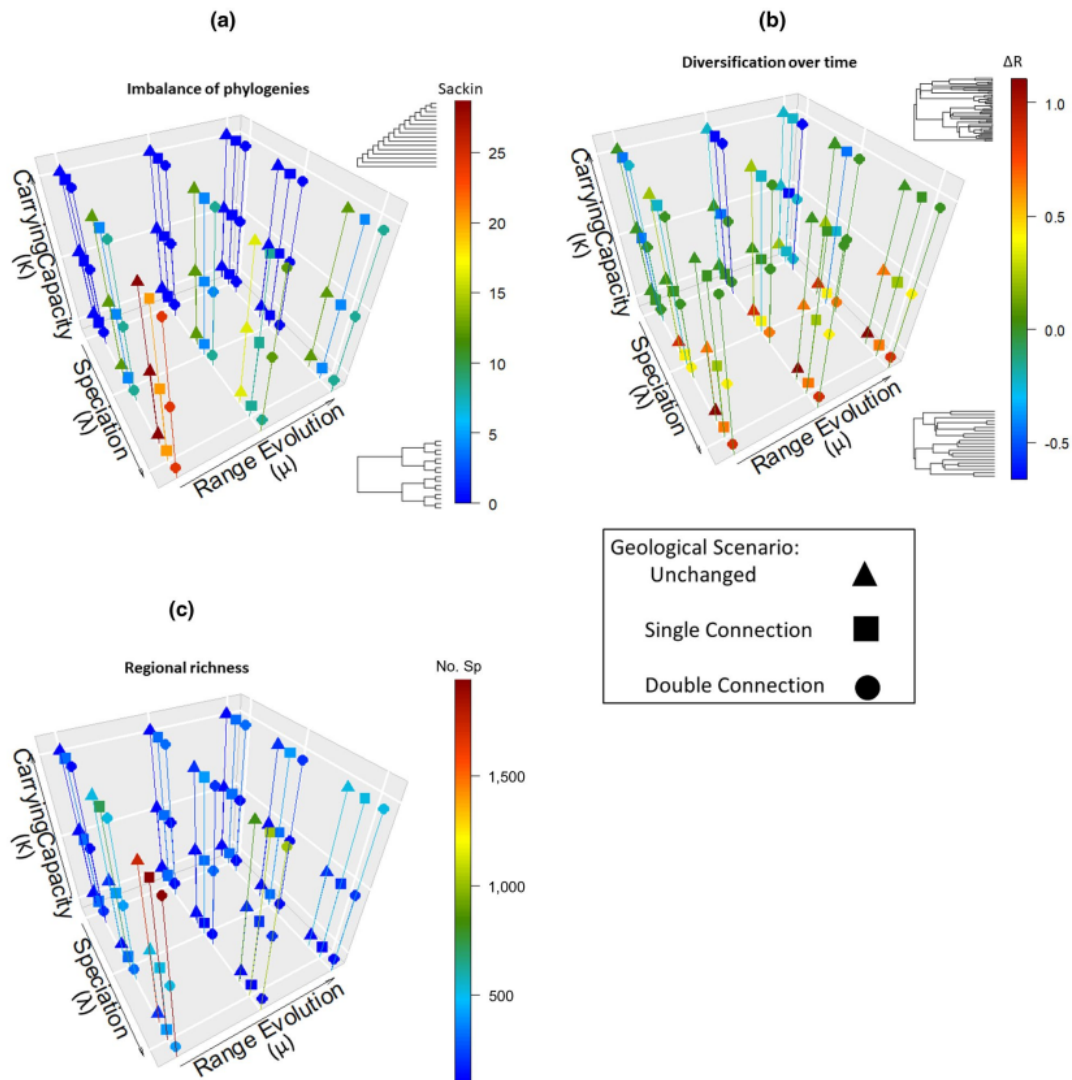 (a)
Imbalance of phylogenies
Sackin
25
20
15
10
5
0
CarryingCapacity
(K)
Speciation
(λ)
Range Evolution
(μ)
(b)
Diversification over time
ΔR
1.0
0.5
0.0
-0.5
CarryingCapacity
(K)
Speciation
(λ)
Range Evolution
(μ)
Geological Scenario:
Unchanged
Single Connection
Double Connection
(c)
Regional richness
No. Sp
1,500
1,000
500
CarryingCapacity
(K)
Speciation
(λ)
Range Evolution
(μ)